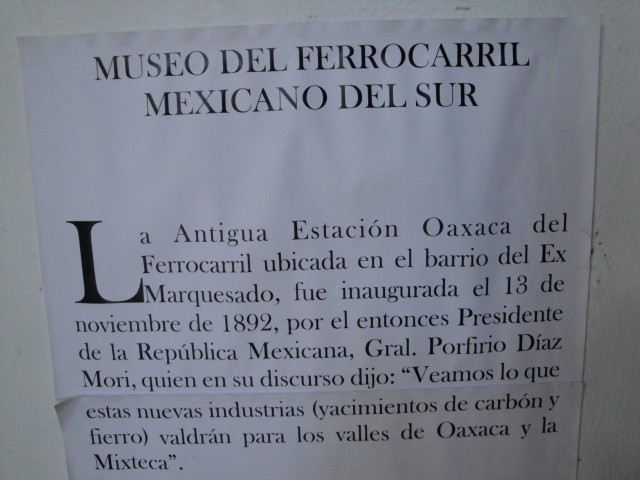 MUSEO DEL FERROCARRIL
MEXICANO DEL SUR
La Antigua Estación Oaxaca del
Ferrocarril ubicada en el barrio del Ex
Marquesado, fue inaugurada el 13 de
noviembre de 1892, por el entonces Presidente
de la República Mexicana, Gral. Porfirio Díaz
Mori, quien en su discurso dijo: “Veamos lo que
estas nuevas industrias (yacimientos de carbón y
fierro) valdrán para los valles de Oaxaca y la
Mixteca”.